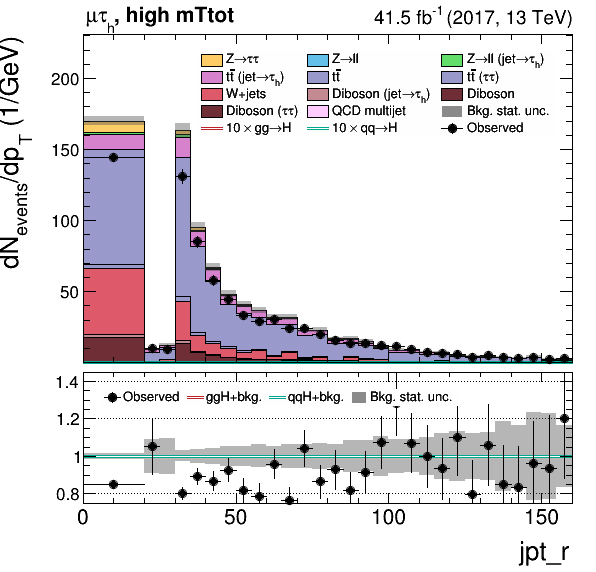 μτh, high mTtot 41.5 fb⁻¹ (2017, 13 TeV)
dNevents/dpT (1/GeV)
200
150
100
50
Z→ττ Z→ll Z→ll (jet→τh)
tt̄ (jet→τh) tt̄ tt̄ (ττ)
W+jets Diboson (jet→τh) Diboson
Diboson (ττ) QCD multijet Bkg. stat. unc.
10 × gg→H 10 × qq→H Observed
1.4
1.2
1
0.8
Observed ggH+bkg. qqH+bkg. Bkg. stat. unc.
0 50 100 150
jpt_r